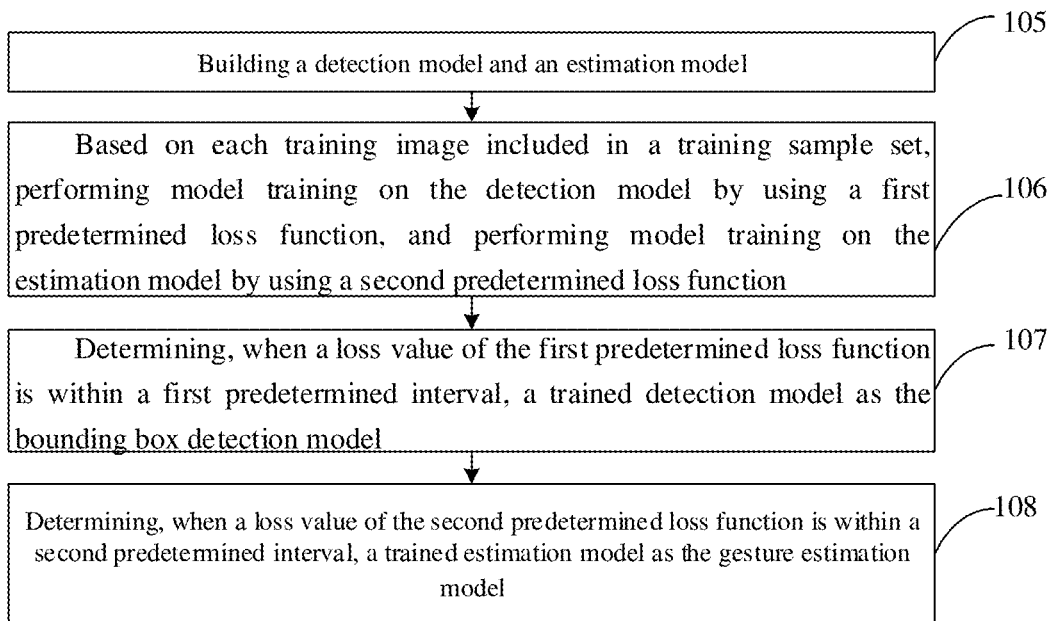 105
Building a detection model and an estimation model
Based on each training image included in a training sample set,
performing model training on the detection model by using a first
predetermined loss function, and performing model training on the
estimation model by using a second predetermined loss function
106
Determining, when a loss value of the first predetermined loss function
is within a first predetermined interval, a trained detection model as the
bounding box detection model
107
Determining, when a loss value of the second predetermined loss function is within a
second predetermined interval, a trained estimation model as the gesture estimation
model
108